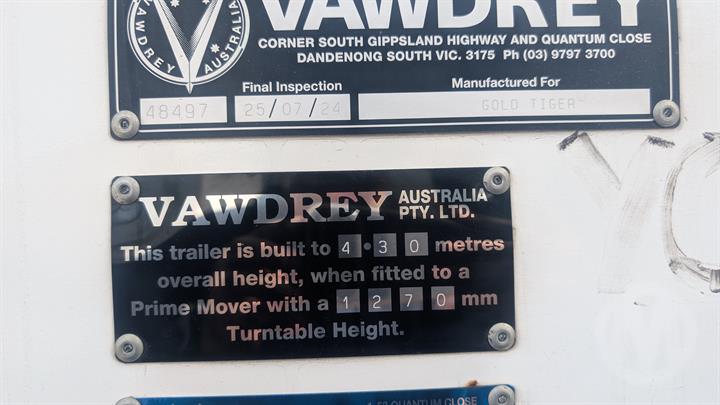 VAWDREY
VAWDREY AUSTRALIA
CORNER SOUTH GIPPSLAND HIGHWAY AND QUANTUM CLOSE
DANDENONG SOUTH VIC. 3175 Ph (03) 9797 3700
Final Inspection Manufactured For
48497 25/07/24 GOLD TIGER
VAWDREY AUSTRALIA PTY. LTD.
This trailer is built to 4·30 metres
overall height, when fitted to a
Prime Mover with a 1270 mm
Turntable Height.
QUANTUM CLOSE